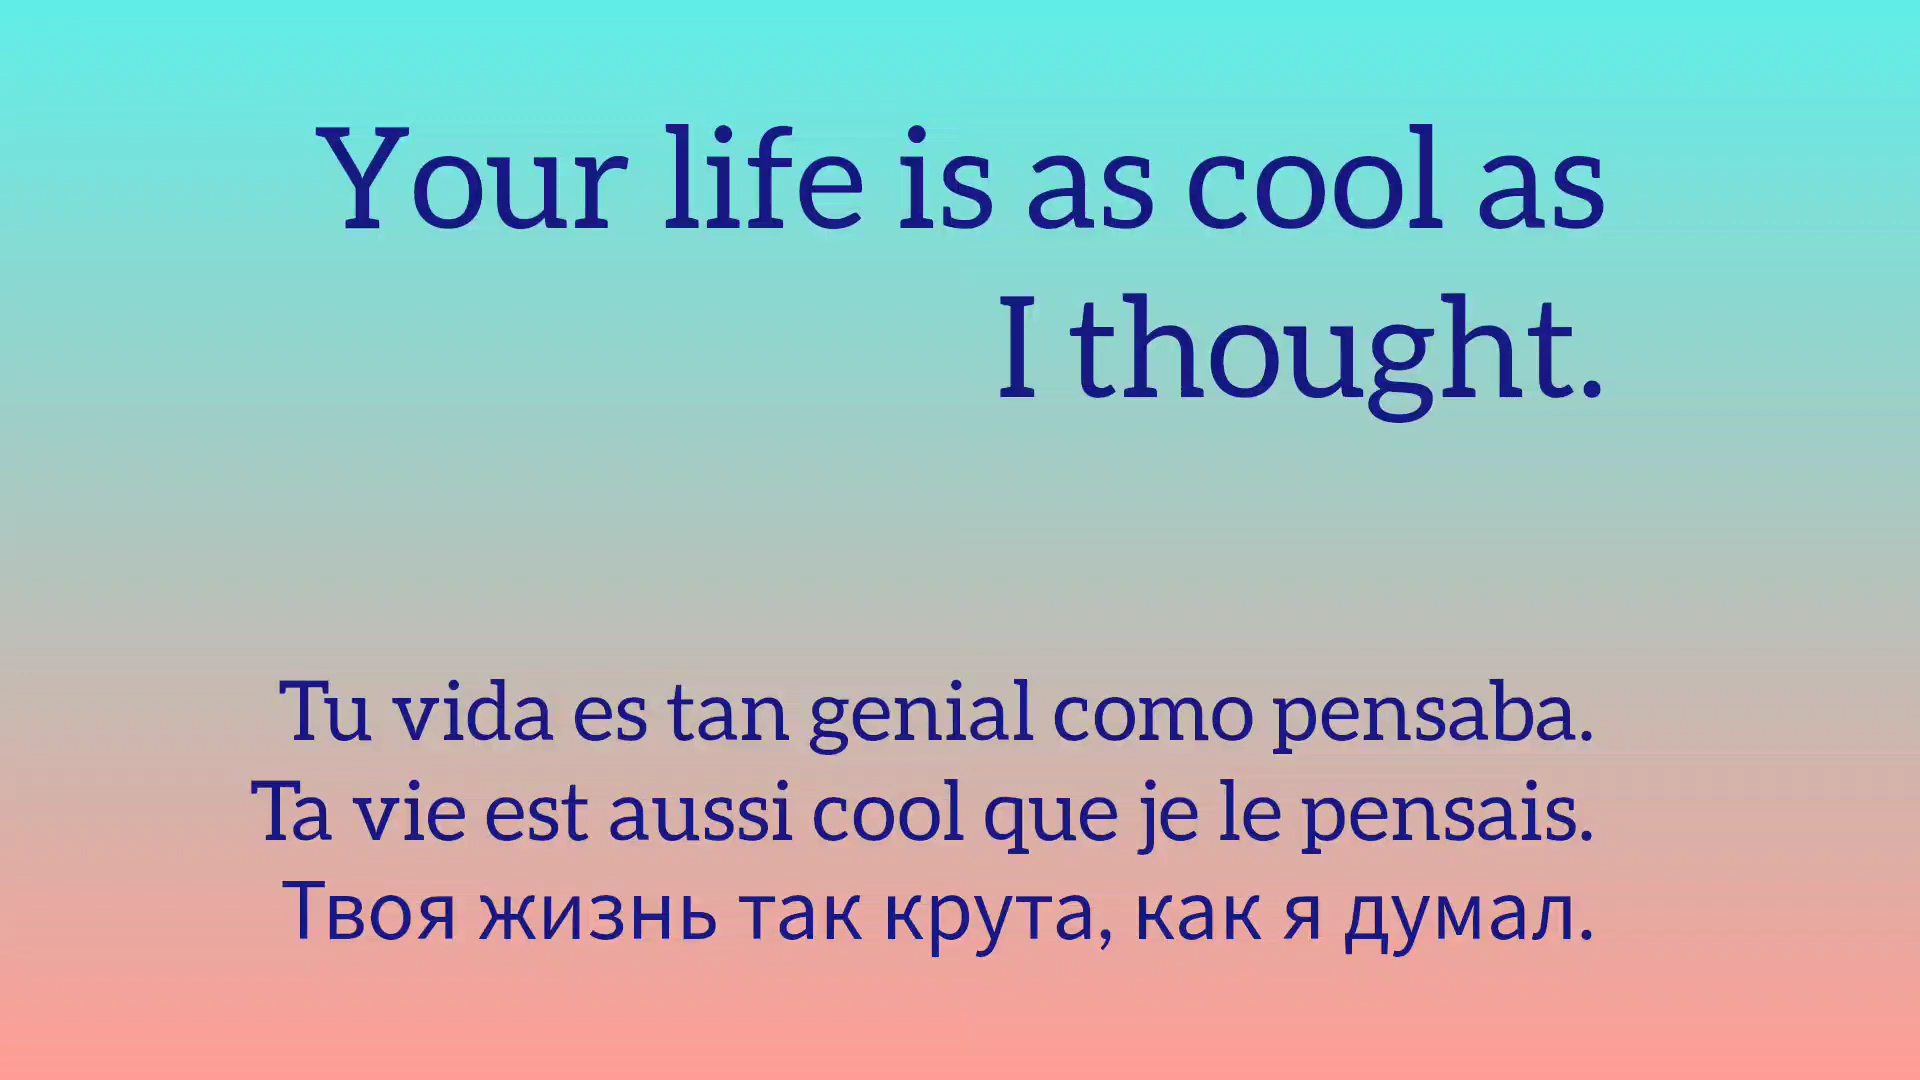 Your life is as cool as
I thought.
Tu vida es tan genial como pensaba.
Ta vie est aussi cool que je le pensais.
Твоя жизнь так крута, как я думал.